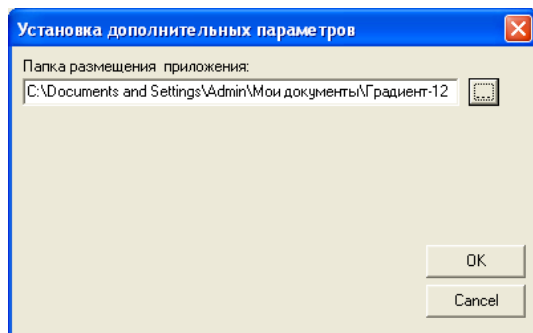 Установка дополнительных параметров
Папка размещения приложения:
C:\Documents and Settings\Admin\Мои документы\Градиент-12
...
OK
Cancel